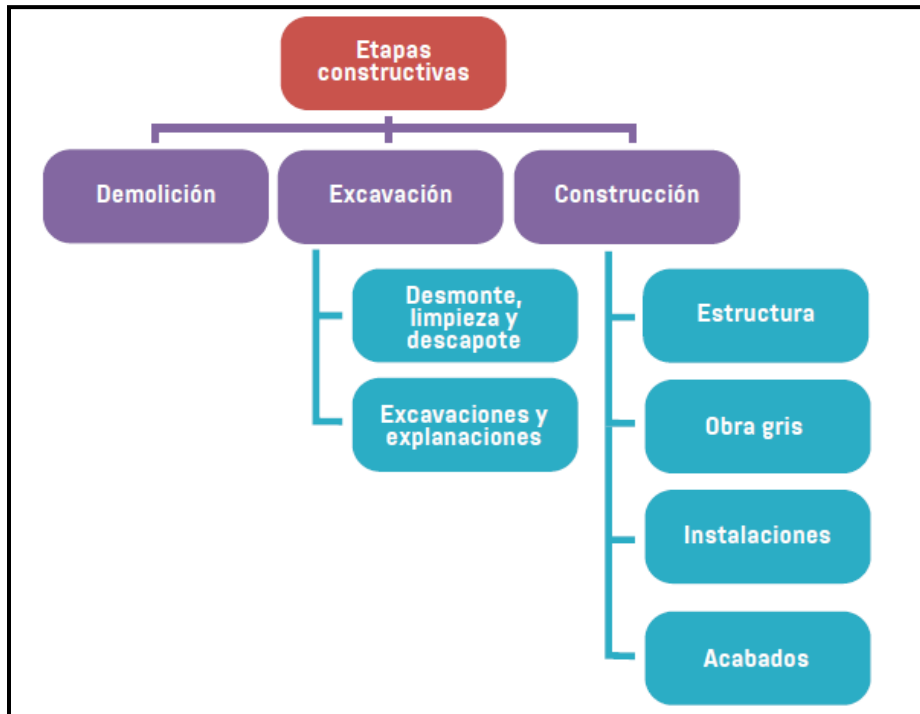 Etapas
constructivas
Demolición
Excavación
Construcción
Desmonte,
limpieza y
descapote
Excavaciones y
explanaciones
Estructura
Obra gris
Instalaciones
Acabados